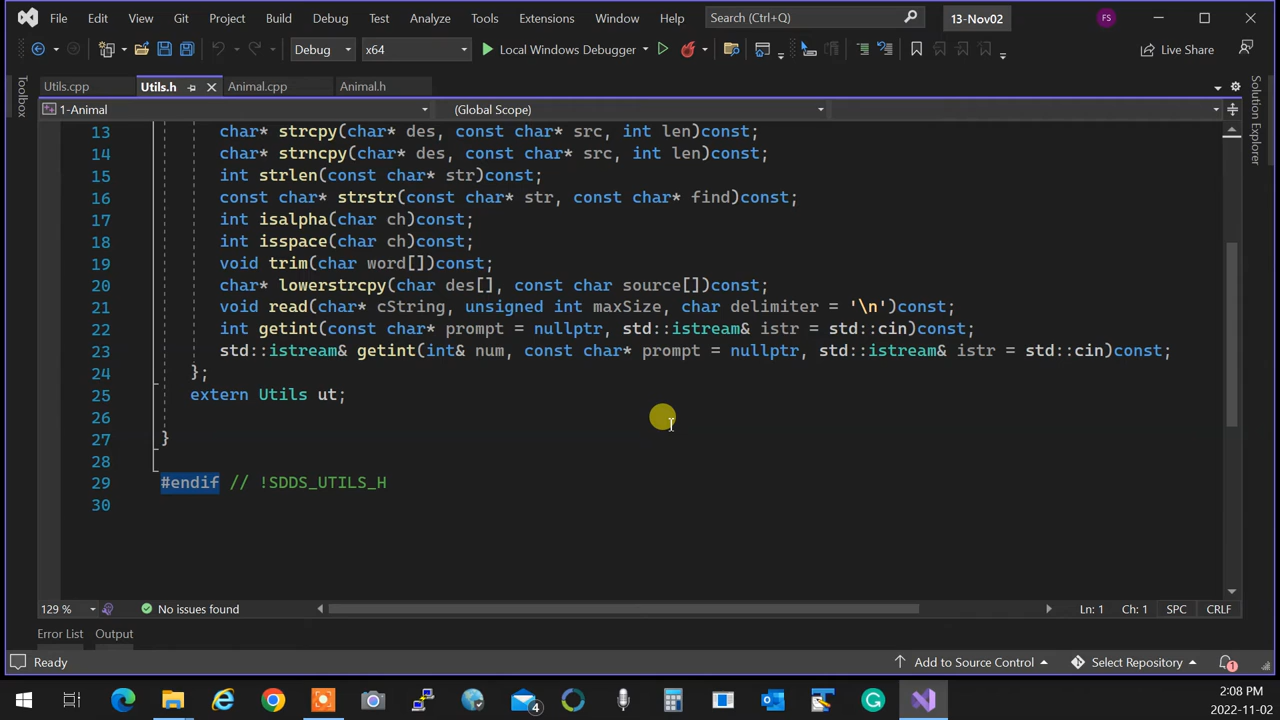 File Edit View Git Project Build Debug Test Analyze Tools Extensions Window Help Search (Ctrl+Q) 13-Nov02 FS
Debug x64 Local Windows Debugger Live Share
Utils.cpp Utils.h Animal.cpp Animal.h
Toolbox
Solution Explorer
1-Animal (Global Scope)
13 char* strcpy(char* des, const char* src, int len)const;
14 char* strncpy(char* des, const char* src, int len)const;
15 int strlen(const char* str)const;
16 const char* strstr(const char* str, const char* find)const;
17 int isalpha(char ch)const;
18 int isspace(char ch)const;
19 void trim(char word[])const;
20 char* lowerstrcpy(char des[], const char source[])const;
21 void read(char* cString, unsigned int maxSize, char delimiter = '\n')const;
22 int getint(const char* prompt = nullptr, std::istream& istr = std::cin)const;
23 std::istream& getint(int& num, const char* prompt = nullptr, std::istream& istr = std::cin)const;
24 };
25 extern Utils ut;
26
27 }
28
29 #endif // !SDDS_UTILS_H
30
129 % No issues found Ln: 1 Ch: 1 SPC CRLF
Error List Output
Ready Add to Source Control Select Repository 1
4
2:08 PM
2022-11-02